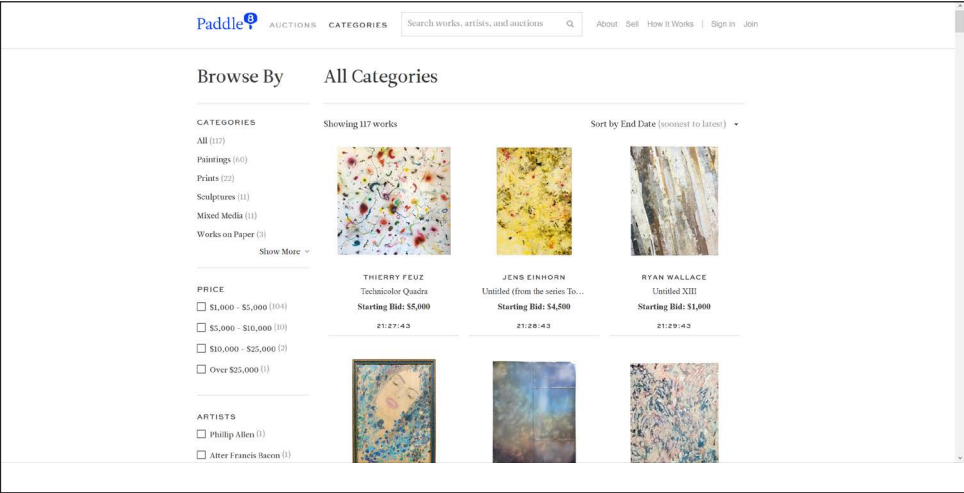 Paddle8 AUCTIONS CATEGORIES Search works, artists, and auctions About Sell How It Works | Sign in Join
Browse By
CATEGORIES
All (117)
Paintings (60)
Prints (22)
Sculptures (11)
Mixed Media (11)
Works on Paper (3)
Show More
PRICE
$1,000 - $5,000 (104)
$5,000 - $10,000 (10)
$10,000 - $25,000 (2)
Over $25,000 (1)
ARTISTS
Phillip Allen (1)
After Francis Bacon (1)
All Categories
Showing 117 works Sort by End Date (soonest to latest)
THIERRY FEUZ
Technicolor Quadra
Starting Bid: $5,000
21:27:43
JENS EINHORN
Untitled (from the series To...
Starting Bid: $4,500
21:28:43
RYAN WALLACE
Untitled XIII
Starting Bid: $1,000
21:29:43